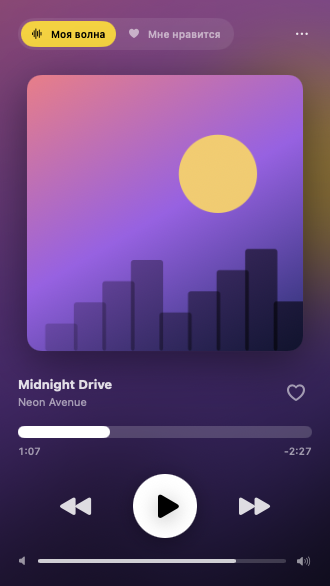 Моя волна
Мне нравится
Midnight Drive
Neon Avenue
1:07
-2:27